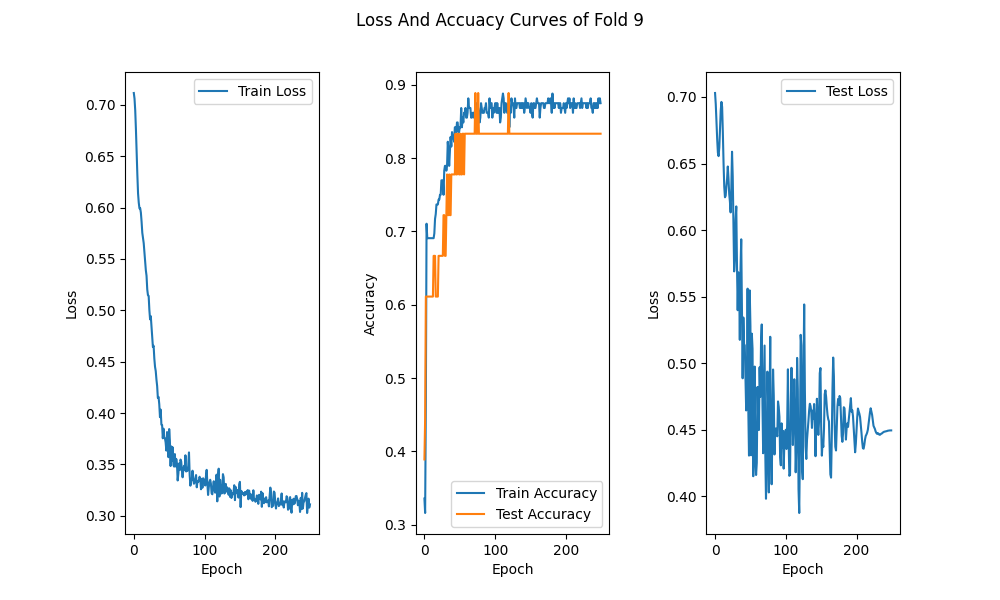 Loss And Accuacy Curves of Fold 9
Train Loss
0.70
0.65
0.60
0.55
0.50
0.45
0.40
0.35
0.30
Loss
0
100
200
Epoch
0.9
0.8
0.7
0.6
0.5
0.4
0.3
Accuracy
Train Accuracy
Test Accuracy
0
100
200
Epoch
Test Loss
0.70
0.65
0.60
0.55
0.50
0.45
0.40
Loss
0
100
200
Epoch